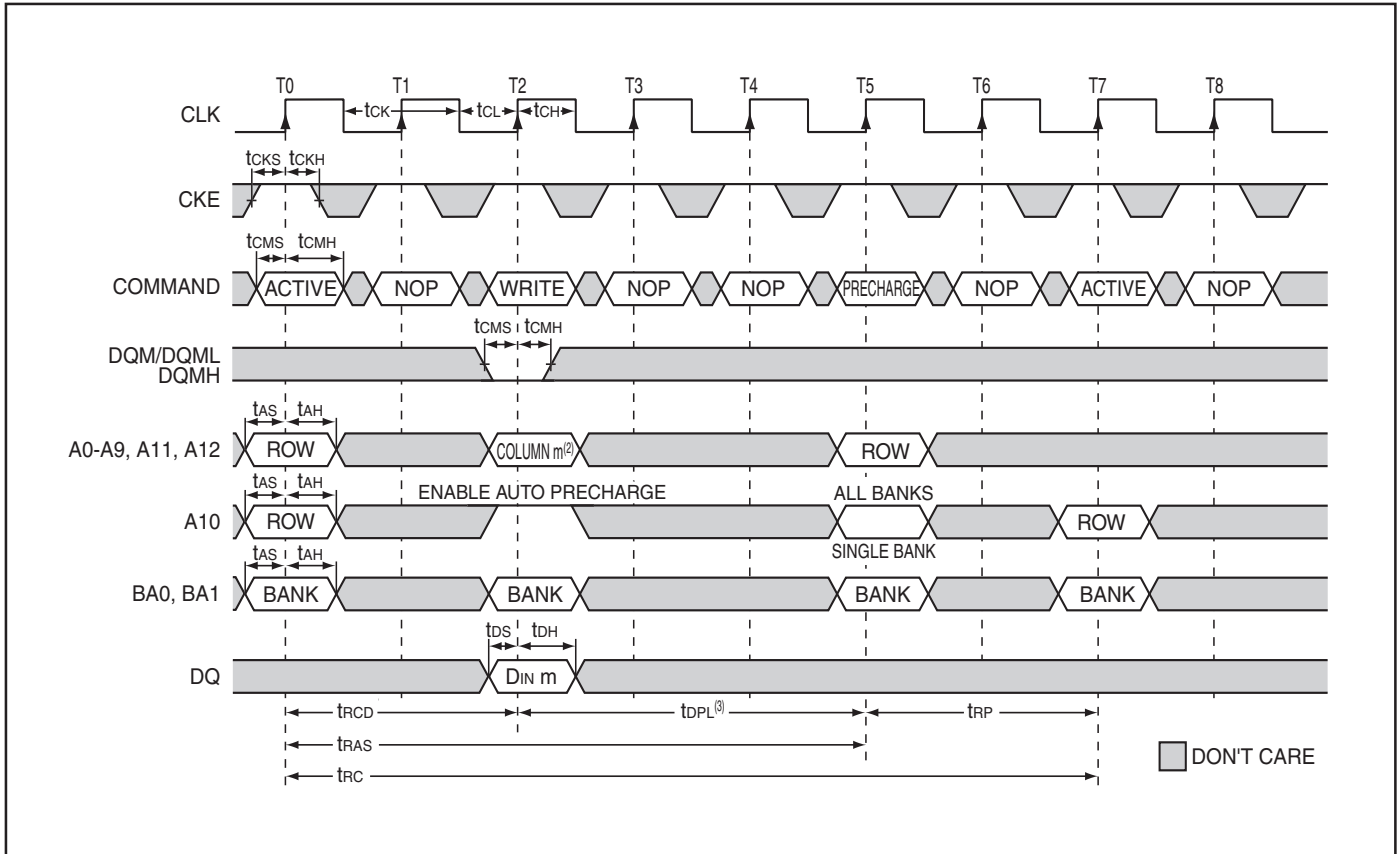 T0 T1 T2 T3 T4 T5 T6 T7 T8
CLK tCK tCL tCH
tCKS tCKH
CKE
tCMS tCMH
COMMAND ACTIVE NOP WRITE NOP NOP PRECHARGE NOP ACTIVE NOP
tCMS tCMH
DQM/DQML
DQMH
tAS tAH
A0-A9, A11, A12 ROW COLUMN m(2) ROW
tAS tAH ENABLE AUTO PRECHARGE ALL BANKS
A10 ROW ROW
tAS tAH SINGLE BANK
BA0, BA1 BANK BANK BANK BANK
tDS tDH
DQ DIN m
tRCD tDPL(3) tRP
tRAS
DON'T CARE
tRC